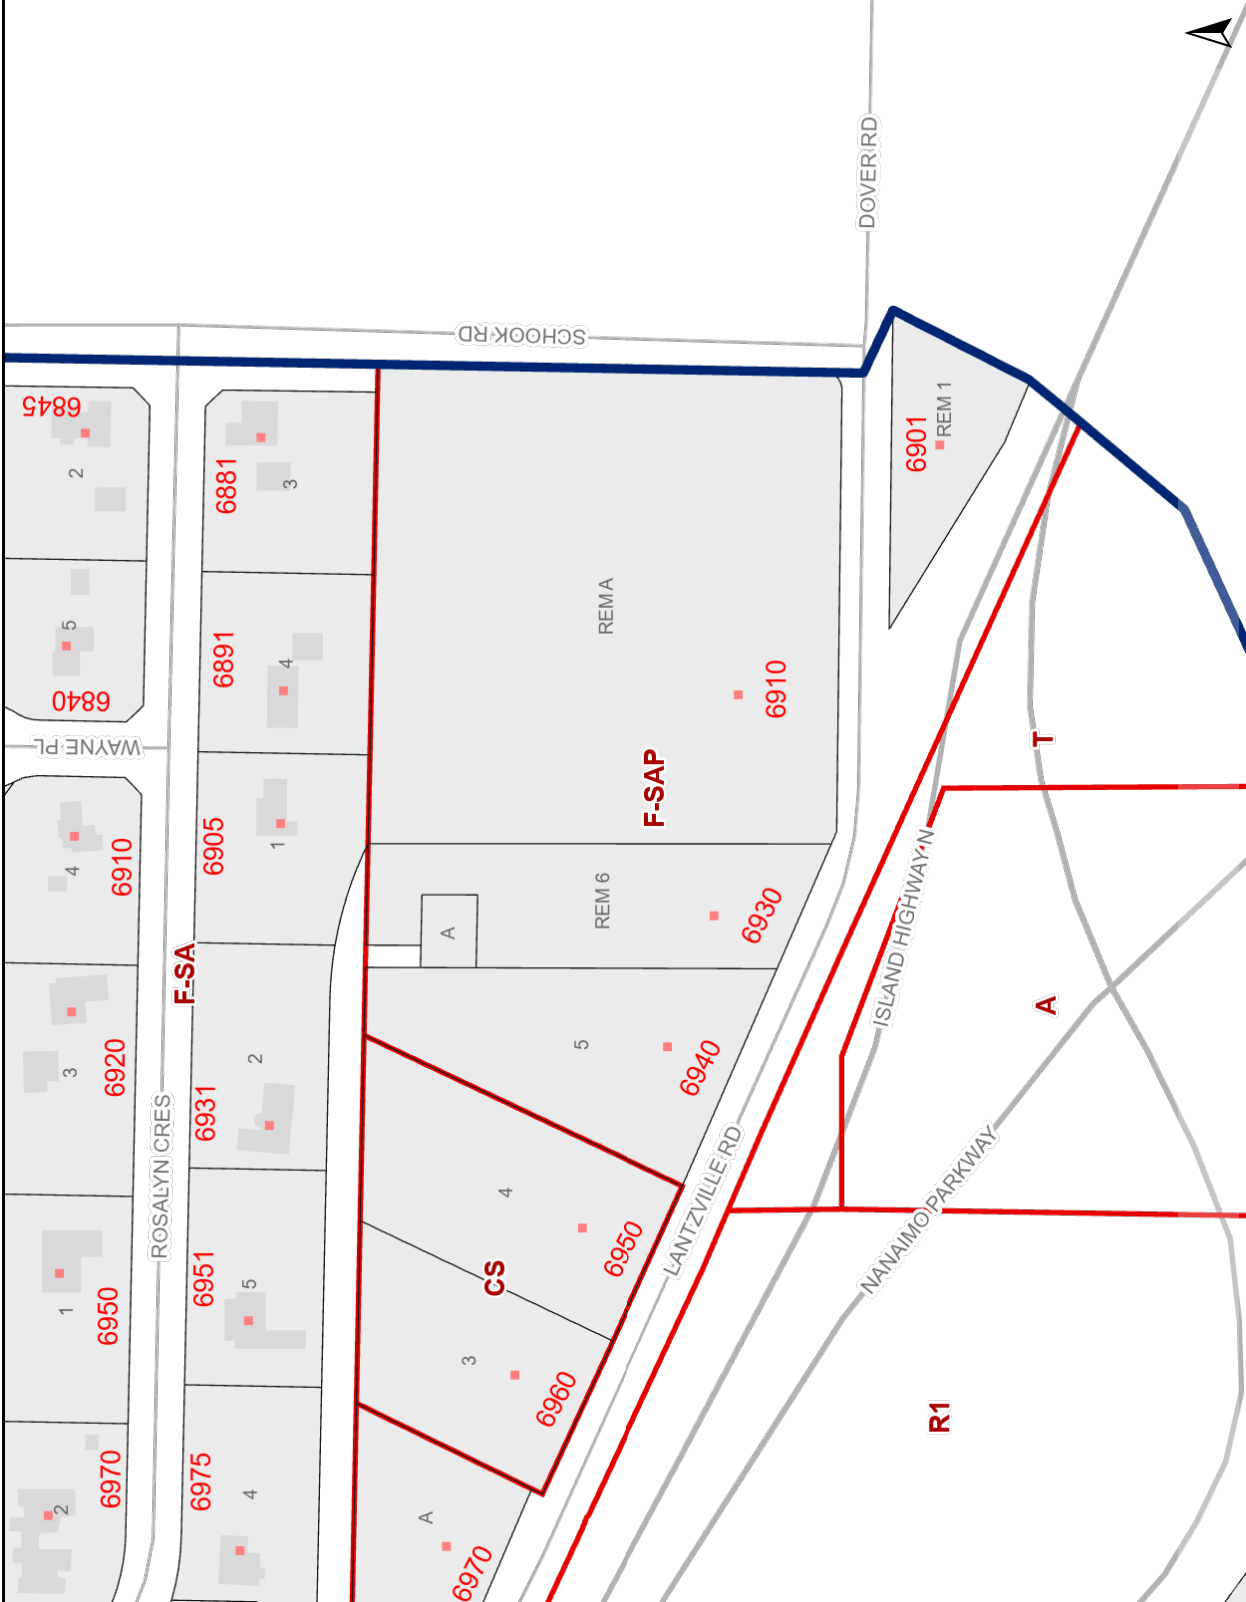 DOVER RD
SCHOOK RD
6845
2
6881
3
REM 1
6901
5
6840
6891
4
REM A
6910
WAYNE PL
T
F-SAP
4
6910
6905
1
REM 6
6930
A
ISLAND HIGHWAY N
F-SA
A
3
6920
2
6931
5
6940
ROSALYN CRES
LANTZVILLE RD
NANAIMO PARKWAY
4
6950
CS
1
6950
6951
5
3
6960
R1
2
6970
6975
4
A
6970